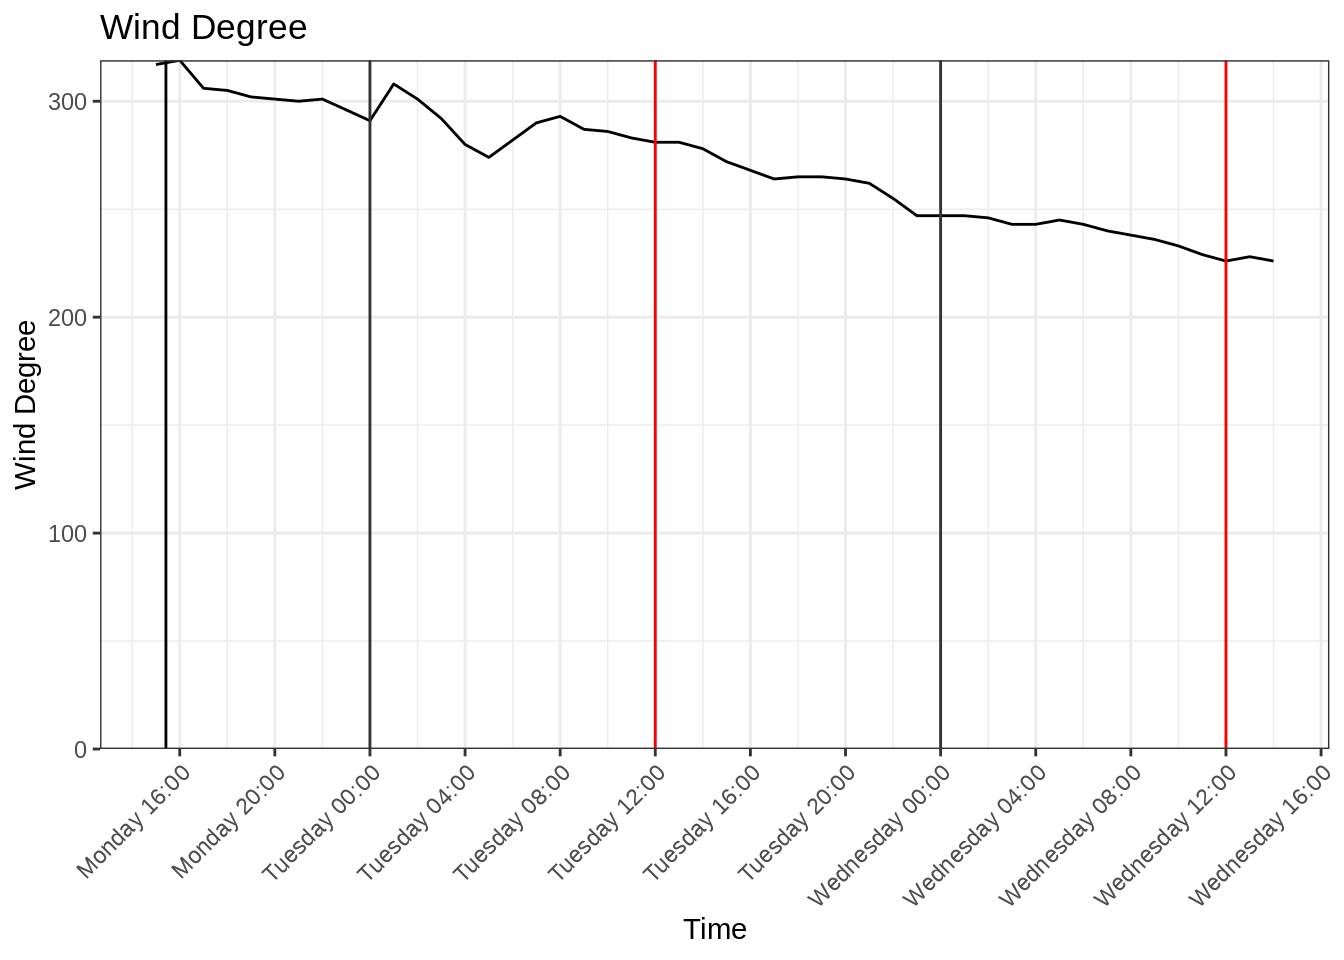 Wind Degree
Wind Degree
300
200
100
0
Monday 16:00
Monday 20:00
Tuesday 00:00
Tuesday 04:00
Tuesday 08:00
Tuesday 12:00
Tuesday 16:00
Tuesday 20:00
Wednesday 00:00
Wednesday 04:00
Wednesday 08:00
Wednesday 12:00
Wednesday 16:00
Time